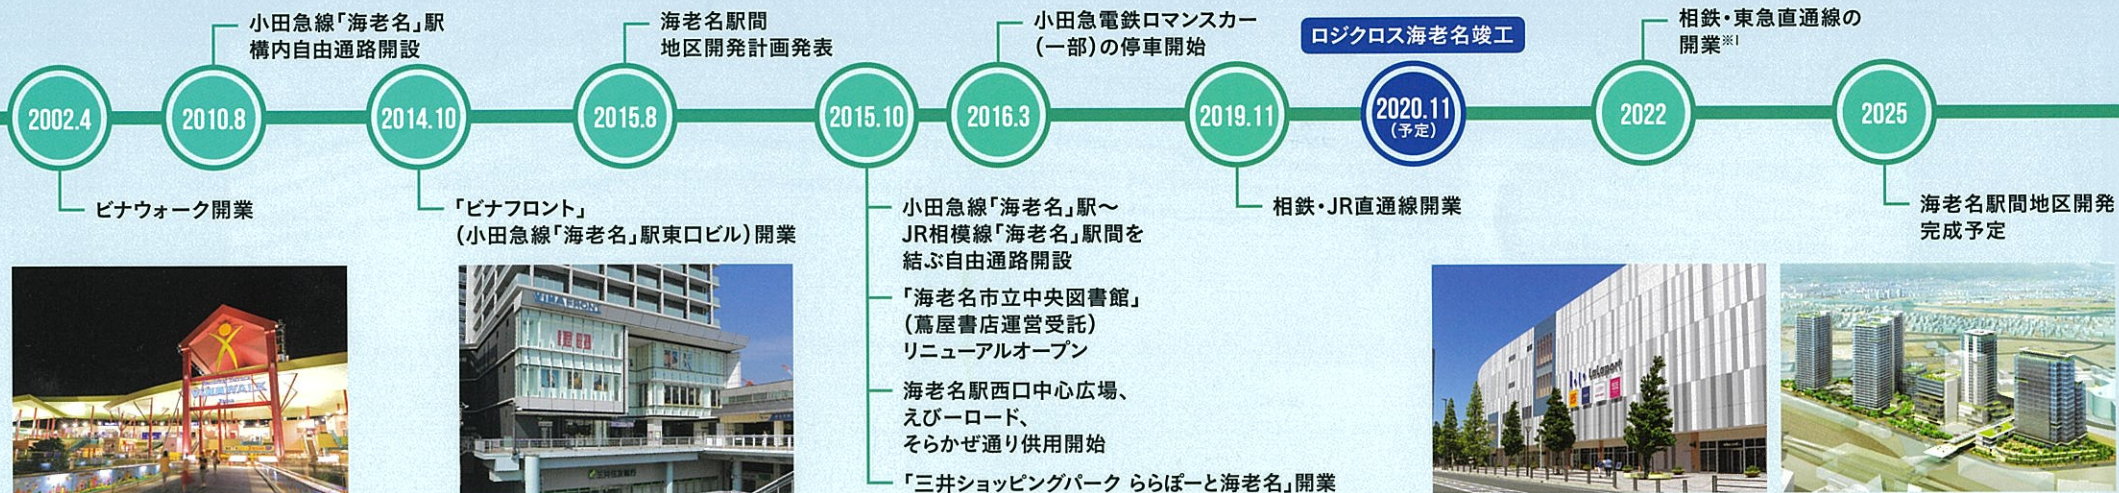 2002.4
ビナウォーク開業
2010.8
小田急線「海老名」駅
構内自由通路開設
2014.10
「ビナフロント」
(小田急線「海老名」駅東口ビル)開業
2015.8
海老名駅間
地区開発計画発表
2015.10
小田急線「海老名」駅～
JR相模線「海老名」駅間を
結ぶ自由通路開設
「海老名市立中央図書館」
(蔦屋書店運営受託)
リニューアルオープン
海老名駅西口中心広場、
えびーロード、
そらかぜ通り供用開始
「三井ショッピングパーク ららぽーと海老名」開業
2016.3
小田急電鉄ロマンスカー
(一部)の停車開始
2019.11
相鉄・JR直通線開業
ロジクロス海老名竣工
2020.11
(予定)
2022
相鉄・東急直通線の
開業※1
2025
海老名駅間地区開発
完成予定
VINAWALK
VINA FRONT
三井住友銀行
LaLaport